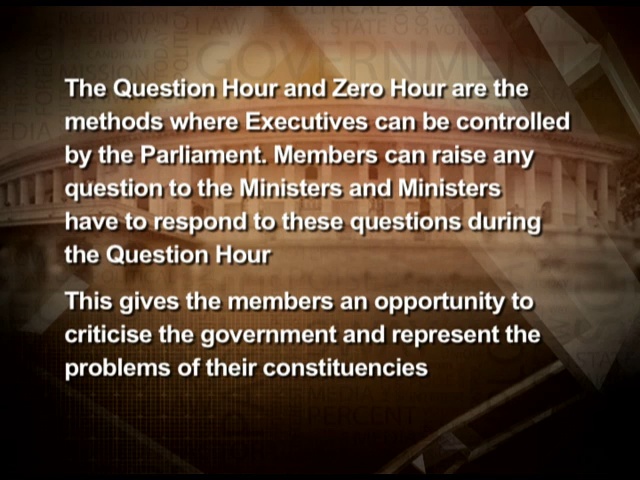 GOVERNMENT
The Question Hour and Zero Hour are the
methods where Executives can be controlled
by the Parliament. Members can raise any
question to the Ministers and Ministers
have to respond to these questions during
the Question Hour
This gives the members an opportunity to
criticise the government and represent the
problems of their constituencies
PERCENT